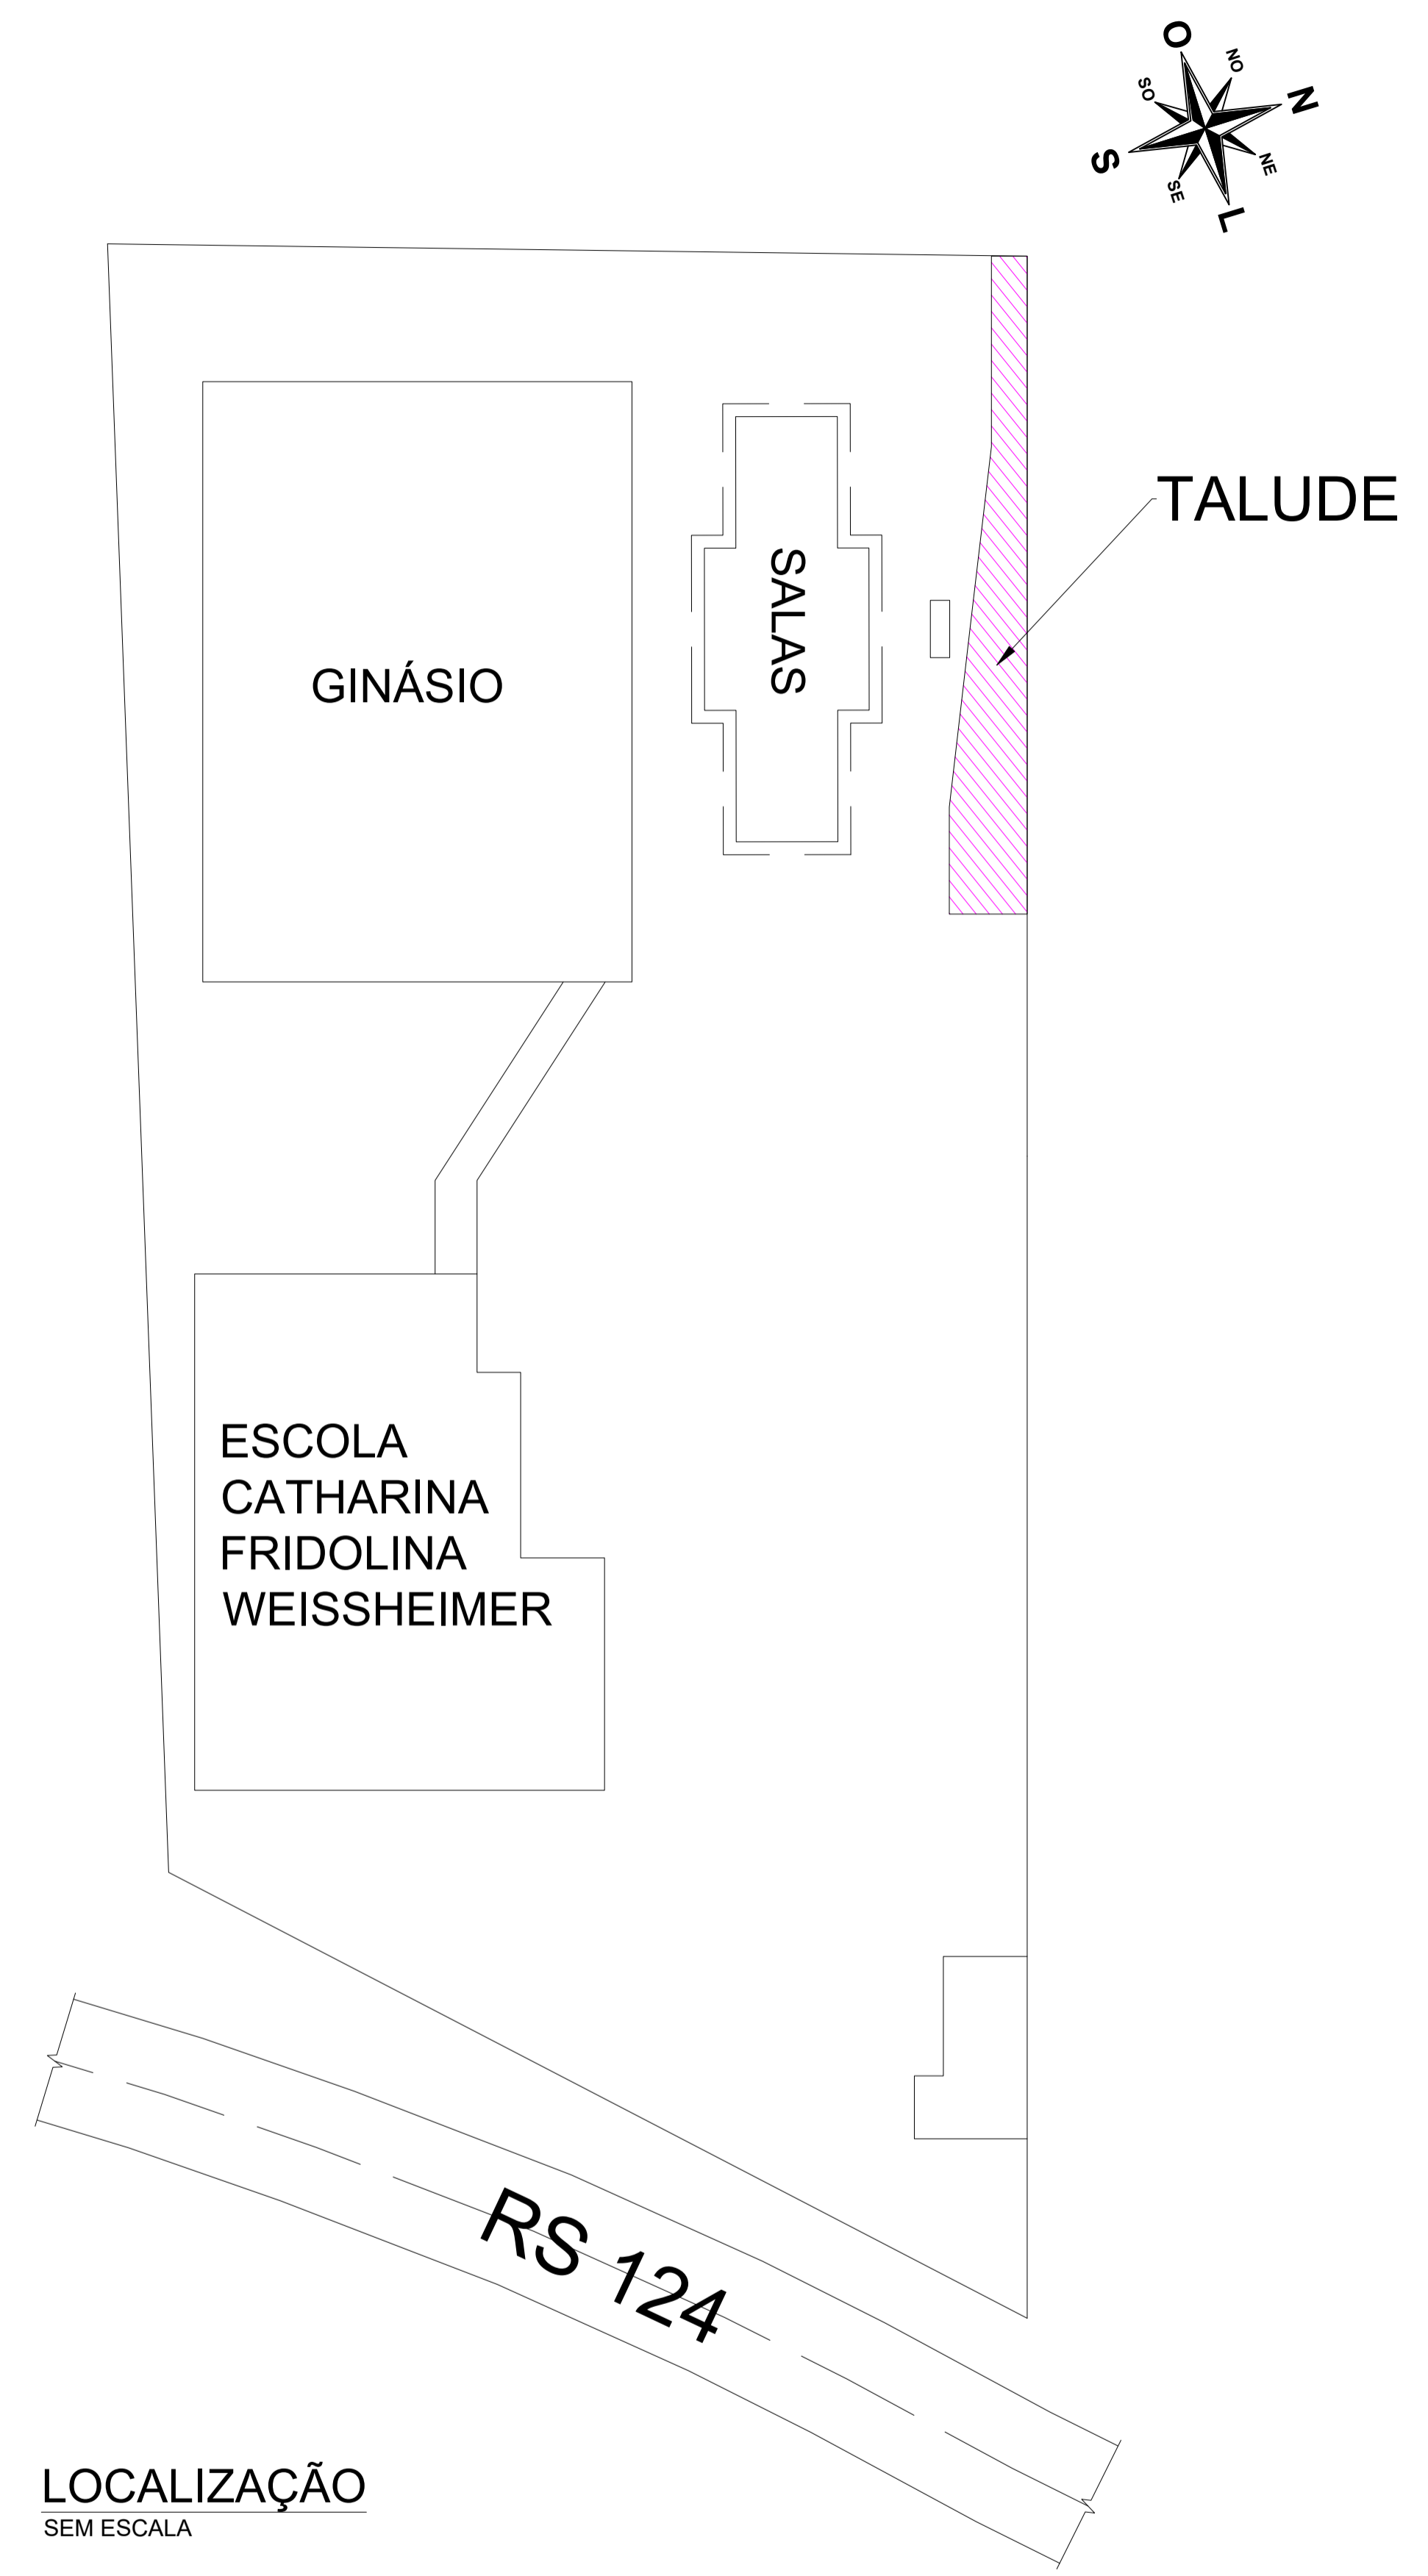 O
NO
N
SO
S
NE
SE
L
TALUDE
SALAS
GINÁSIO
ESCOLA
CATHARINA
FRIDOLINA
WEISSHEIMER
RS 124
LOCALIZAÇÃO
SEM ESCALA